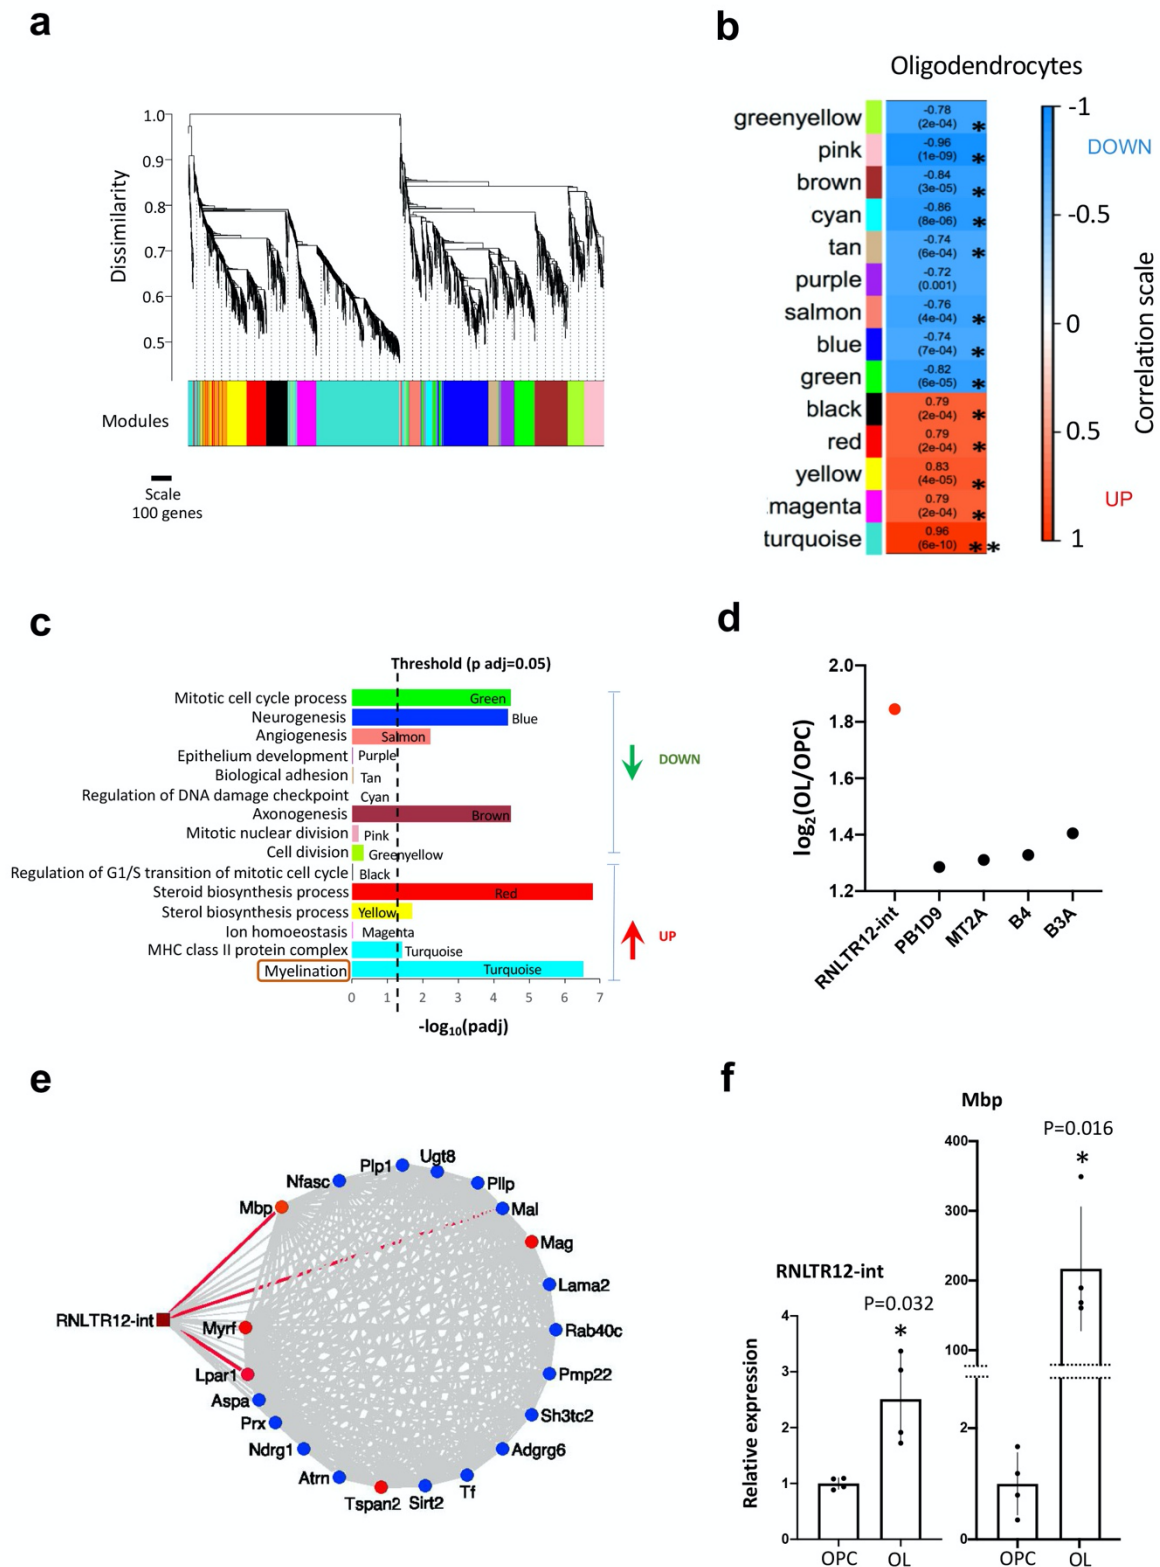 a
1.0
0.9
0.8
0.7
0.6
0.5
Dissimilarity
Modules
Scale
100 genes
b
Oligodendrocytes
greenyellow
-0.78
(2e-04) *
pink
-0.96
(1e-09) *
brown
-0.84
(3e-05) *
cyan
-0.86
(8e-06) *
tan
-0.74
(6e-04) *
purple
-0.72
(0.001)
salmon
-0.76
(4e-04) *
blue
-0.74
(7e-04) *
green
-0.82
(6e-05) *
black
0.79
(2e-04) *
red
0.79
(2e-04) *
yellow
0.83
(4e-05) *
magenta
0.79
(2e-04) *
turquoise
0.96
(6e-10) **
-1
DOWN
-0.5
0
0.5
UP
1
Correlation scale
c
Threshold (p adj=0.05)
Mitotic cell cycle process Green
Neurogenesis Blue
Angiogenesis Salmon
Epithelium development Purple
Biological adhesion Tan
Regulation of DNA damage checkpoint Cyan
Axonogenesis Brown
Mitotic nuclear division Pink
Cell division Greenyellow
Regulation of G1/S transition of mitotic cell cycle Black
Steroid biosynthesis process Red
Sterol biosynthesis process Yellow
Ion homoeostasis Magenta
MHC class II protein complex Turquoise
Myelination Turquoise
0 1 2 3 4 5 6 7
-log10(padj)
DOWN
UP
d
2.0
1.8
1.6
1.4
1.2
log2(OL/OPC)
RNLTR12-int
PB1D9
MT2A
B4
B3A
e
RNLTR12-int
Mbp
Nfasc
Plp1
Ugt8
Pllp
Mal
Mag
Lama2
Rab40c
Pmp22
Sh3tc2
Adgrg6
Tf
Sirt2
Tspan2
Atrn
Ndrg1
Prx
Aspa
Lpar1
Myrf
f
RNLTR12-int
P=0.032
*
4
3
2
1
0
Relative expression
OPC OL
Mbp
P=0.016
*
400
300
200
100
2
0
OPC OL